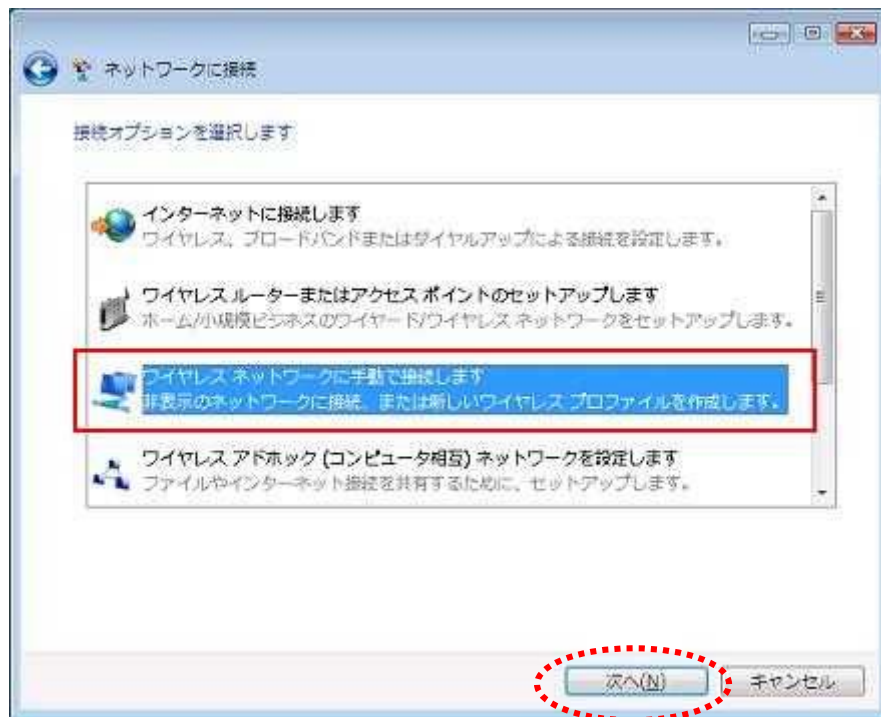 ネットワークに接続
接続オプションを選択します
インターネットに接続します
ワイヤレス、ブロードバンドまたはダイヤルアップによる接続を設定します。
ワイヤレス ルーターまたはアクセス ポイントのセットアップします
ホーム/小規模ビジネスのワイヤード/ワイヤレス ネットワークをセットアップします。
ワイヤレス ネットワークに手動で接続します
非表示のネットワークに接続、または新しいワイヤレス プロファイルを作成します。
ワイヤレス アドホック (コンピュータ相互) ネットワークを設定します
ファイルやインターネット接続を共有するために、セットアップします。
次へ(N)
キャンセル